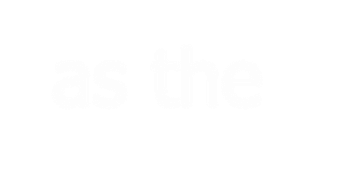 as the